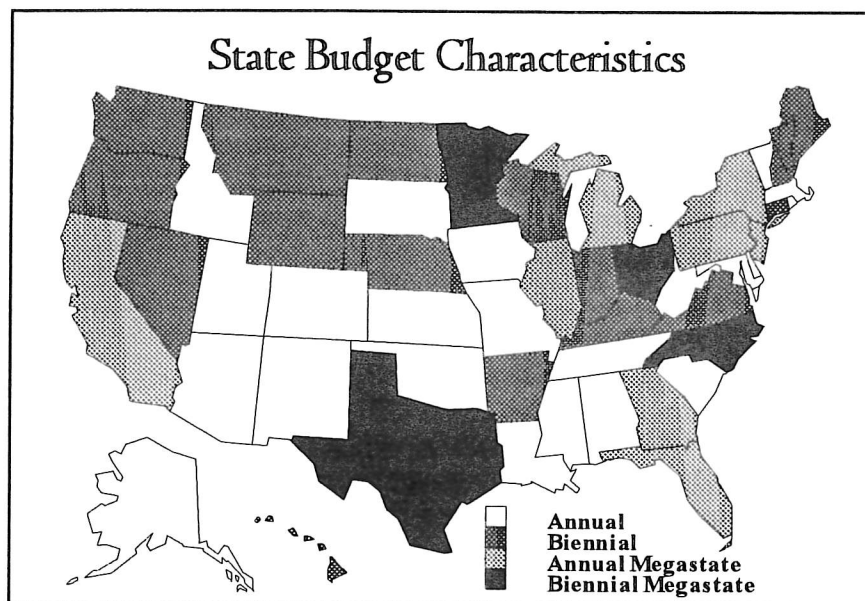 State Budget Characteristics
Annual
Biennial
Annual Megastate
Biennial Megastate